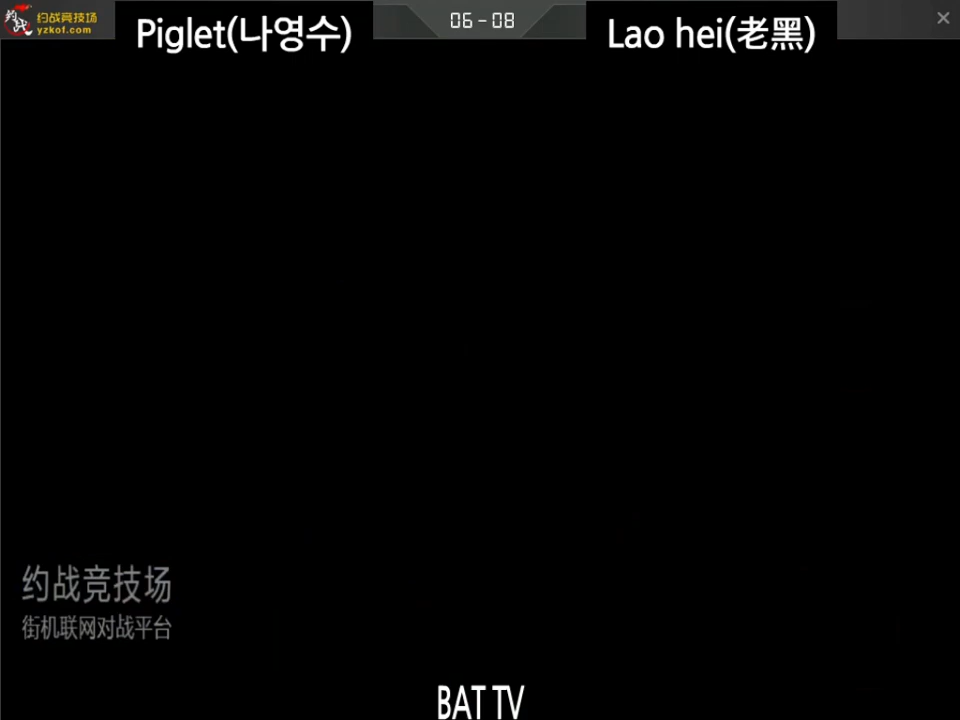 约战竞技场
yzkof.com
Piglet(나영수)
06-08
Lao hei(老黑)
约战竞技场
街机联网对战平台
BAT TV